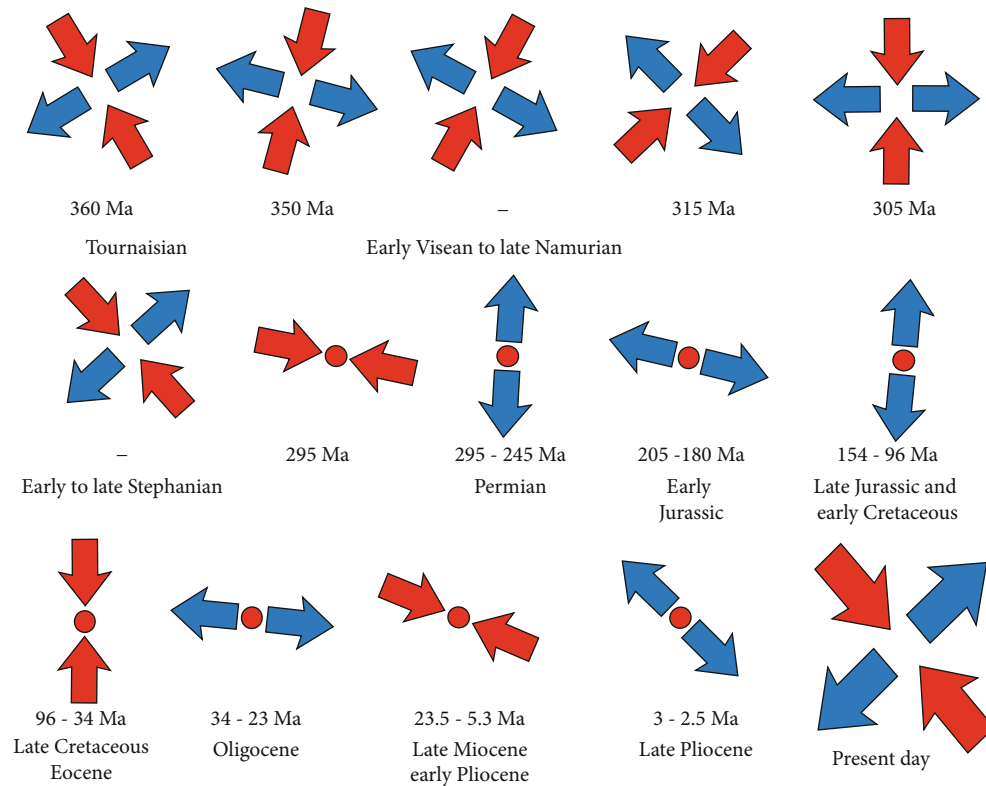 360 Ma
350 Ma
–
315 Ma
305 Ma
Tournaisian
Early Visean to late Namurian
–
295 Ma
295 - 245 Ma
205 -180 Ma
154 - 96 Ma
Early to late Stephanian
Permian
Early
Jurassic
Late Jurassic and
early Cretaceous
96 - 34 Ma
34 - 23 Ma
23.5 - 5.3 Ma
3 - 2.5 Ma
Late Cretaceous
Eocene
Oligocene
Late Miocene
early Pliocene
Late Pliocene
Present day